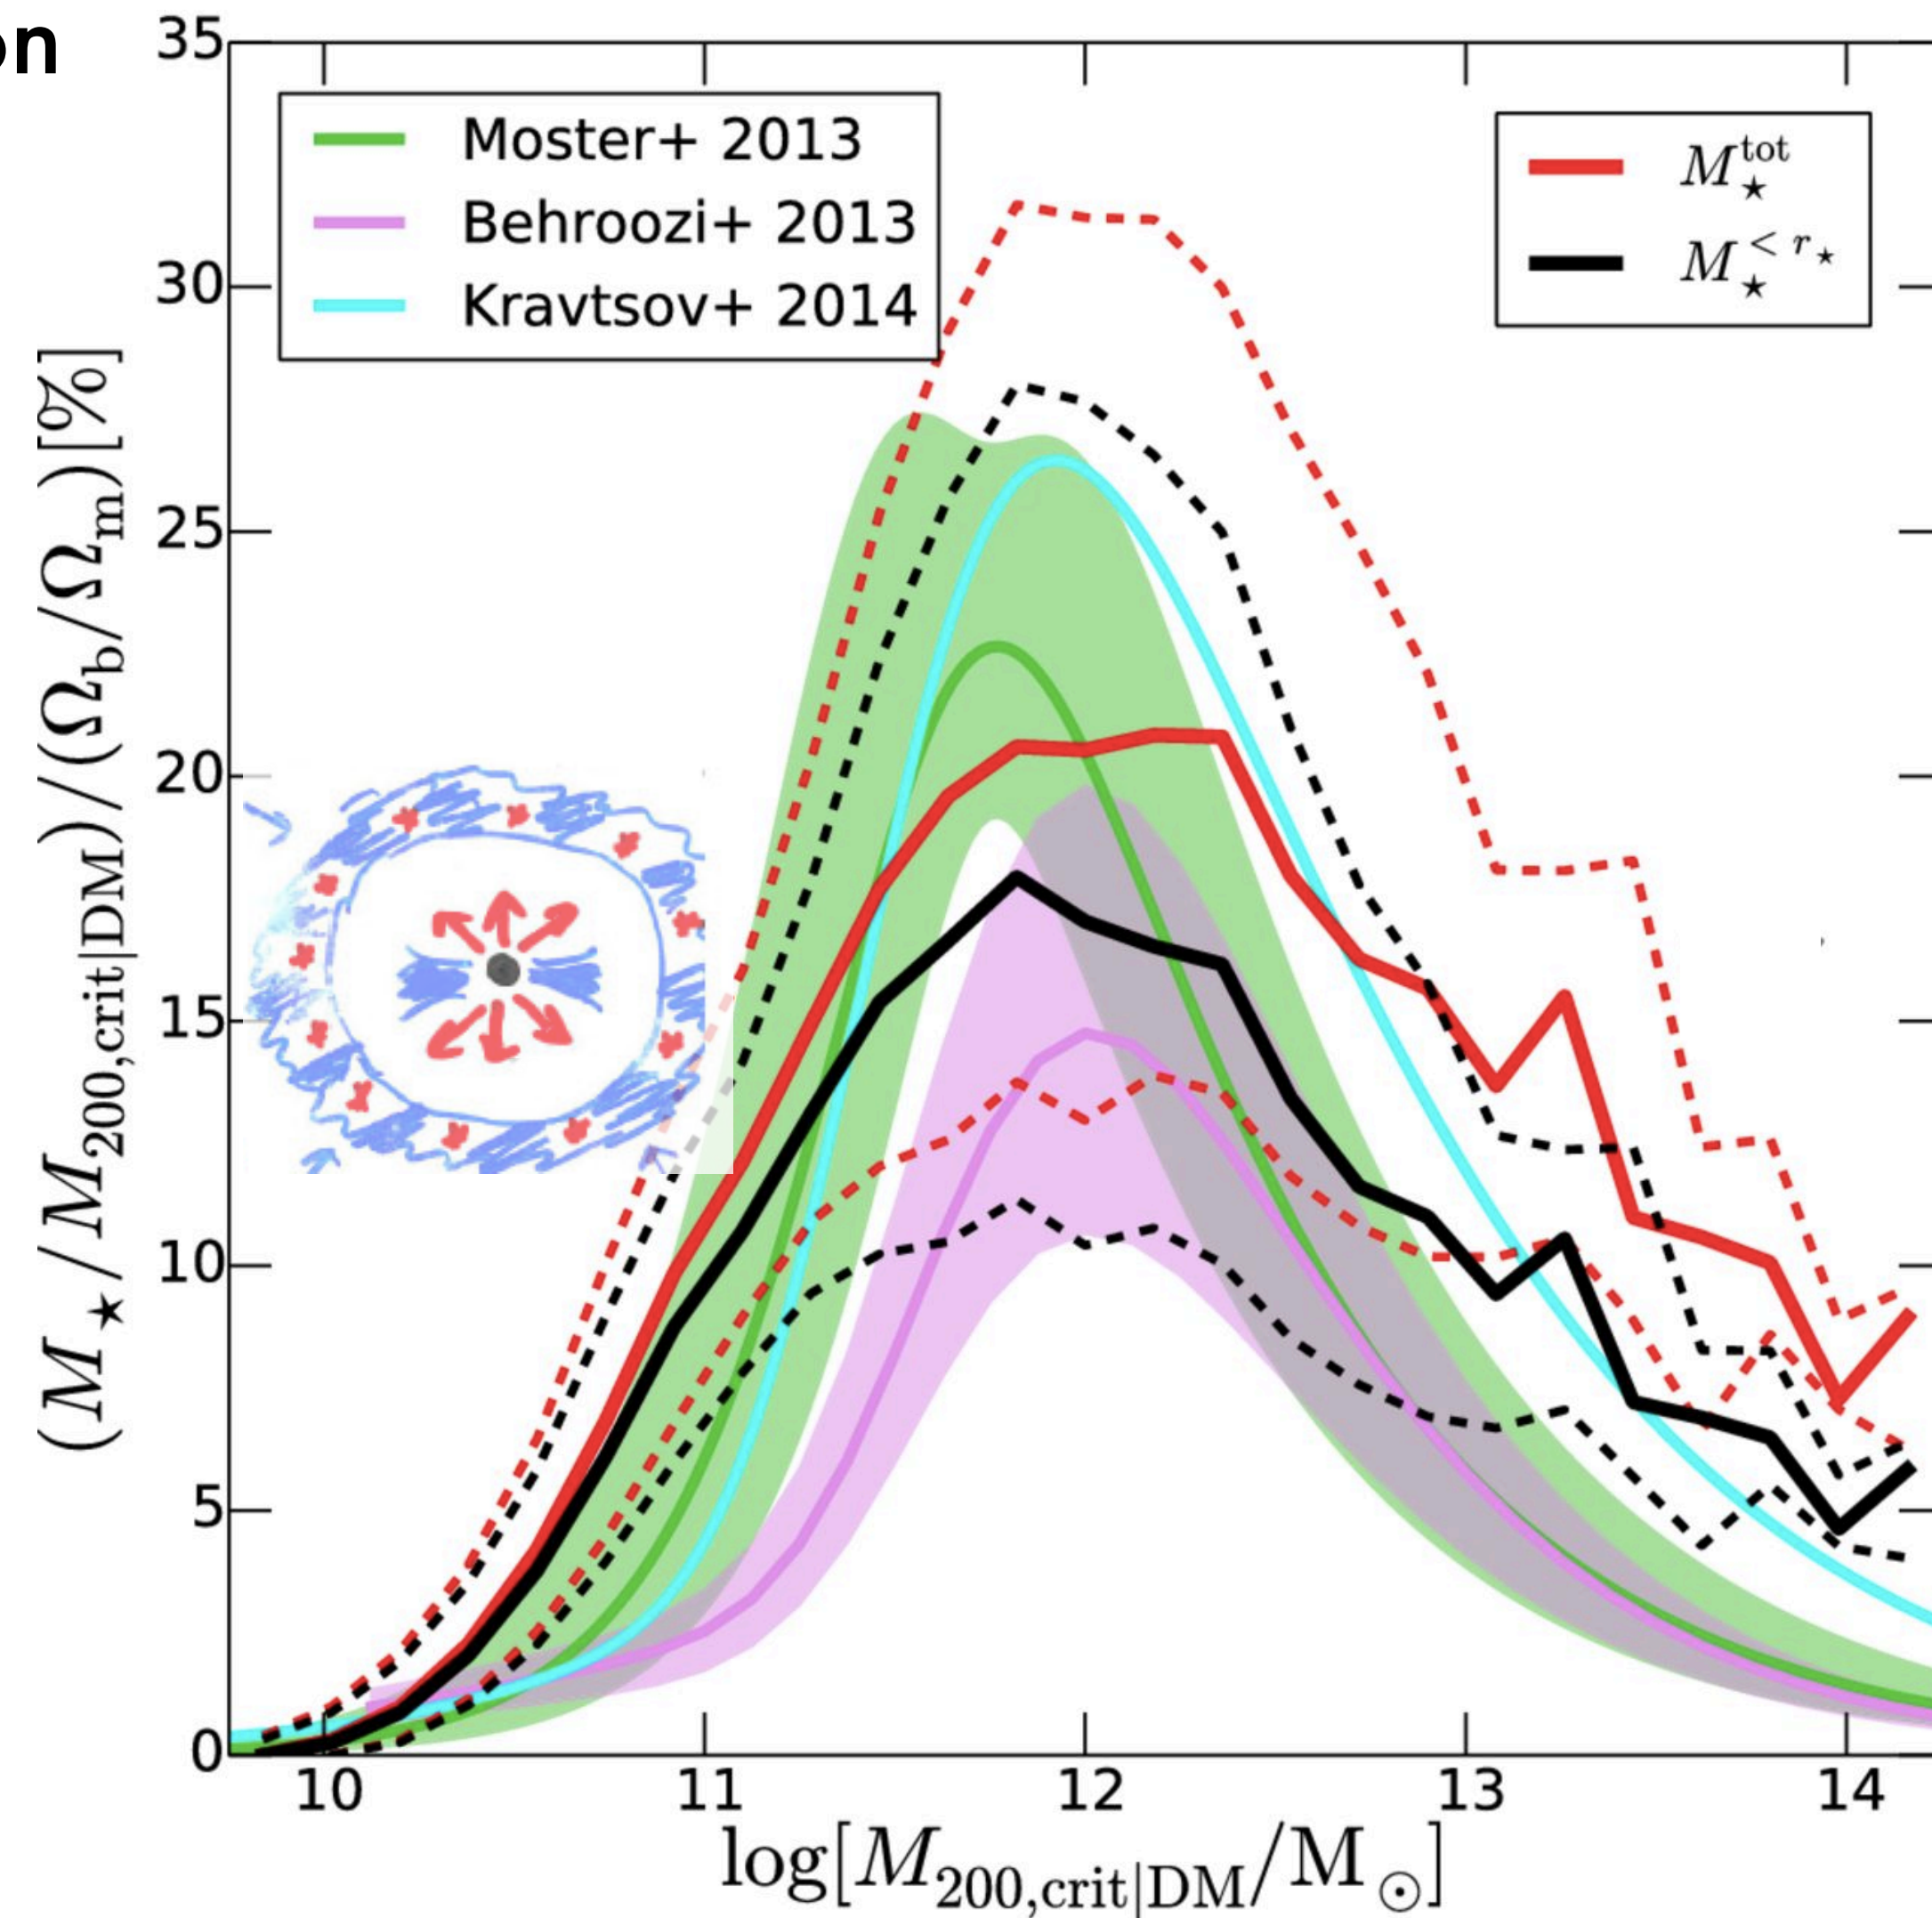 on
35
30
25
20
15
10
5
0
Moster+ 2013
Behroozi+ 2013
Kravtsov+ 2014
M⋆^tot
M⋆^<r⋆
(M⋆/M200,crit|DM)/(Ωb/Ωm)[%]
10 11 12 13 14
log[M200,crit|DM/M⊙]